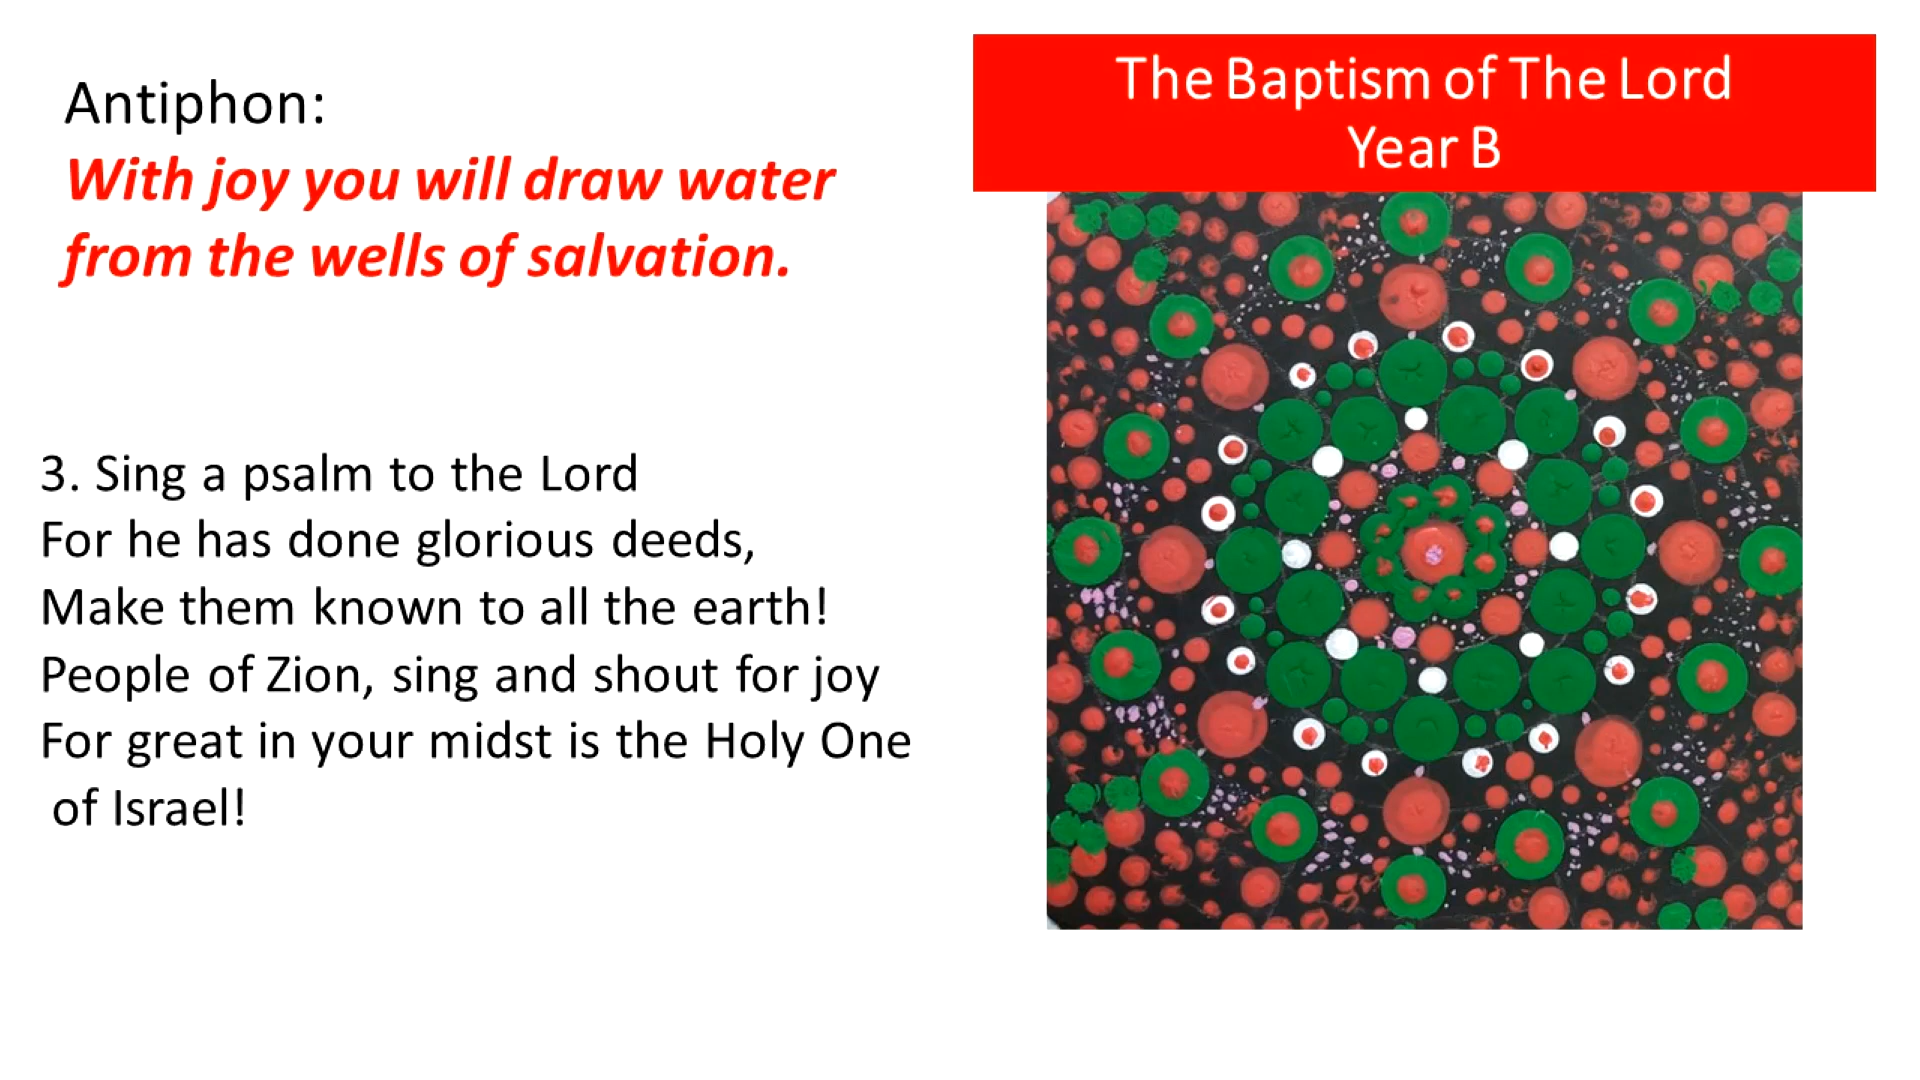 Antiphon:
With joy you will draw water
from the wells of salvation.
3. Sing a psalm to the Lord
For he has done glorious deeds,
Make them known to all the earth!
People of Zion, sing and shout for joy
For great in your midst is the Holy One
of Israel!
The Baptism of The Lord
Year B